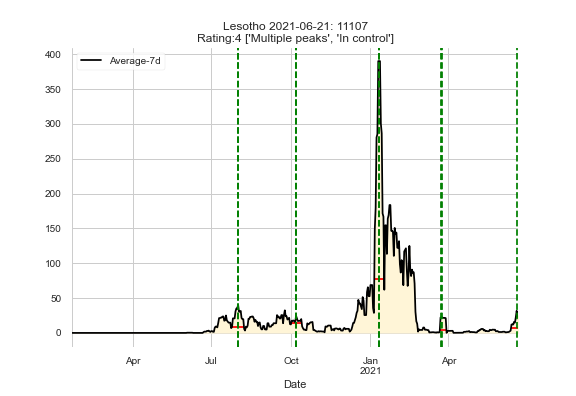 Lesotho 2021-06-21: 11107
Rating:4 ['Multiple peaks', 'In control']
400
Average-7d
350
300
250
200
150
100
50
0
Apr
Jul
Oct
Jan
2021
Apr
Date